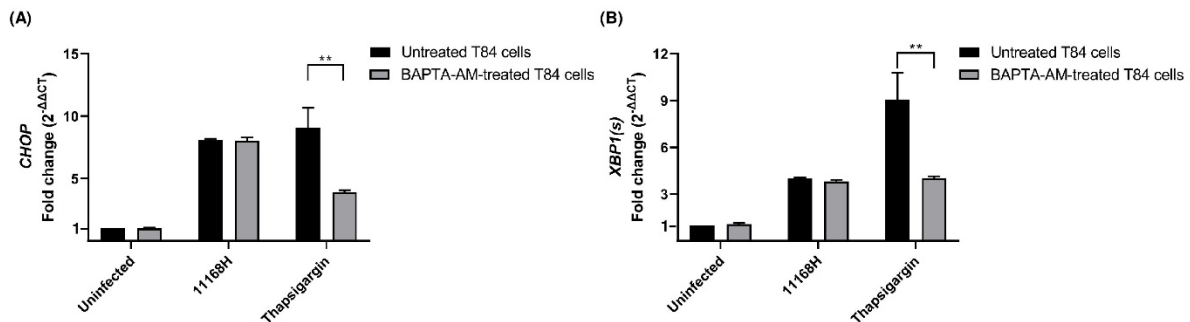 (A)
CHOP
Fold change (2^-ΔΔCT)
15
10
5
1
**
Untreated T84 cells
BAPTA-AM-treated T84 cells
Uninfected
11168H
Thapsigargin
(B)
XBP1(s)
Fold change (2^-ΔΔCT)
12
9
6
3
1
**
Untreated T84 cells
BAPTA-AM-treated T84 cells
Uninfected
11168H
Thapsigargin